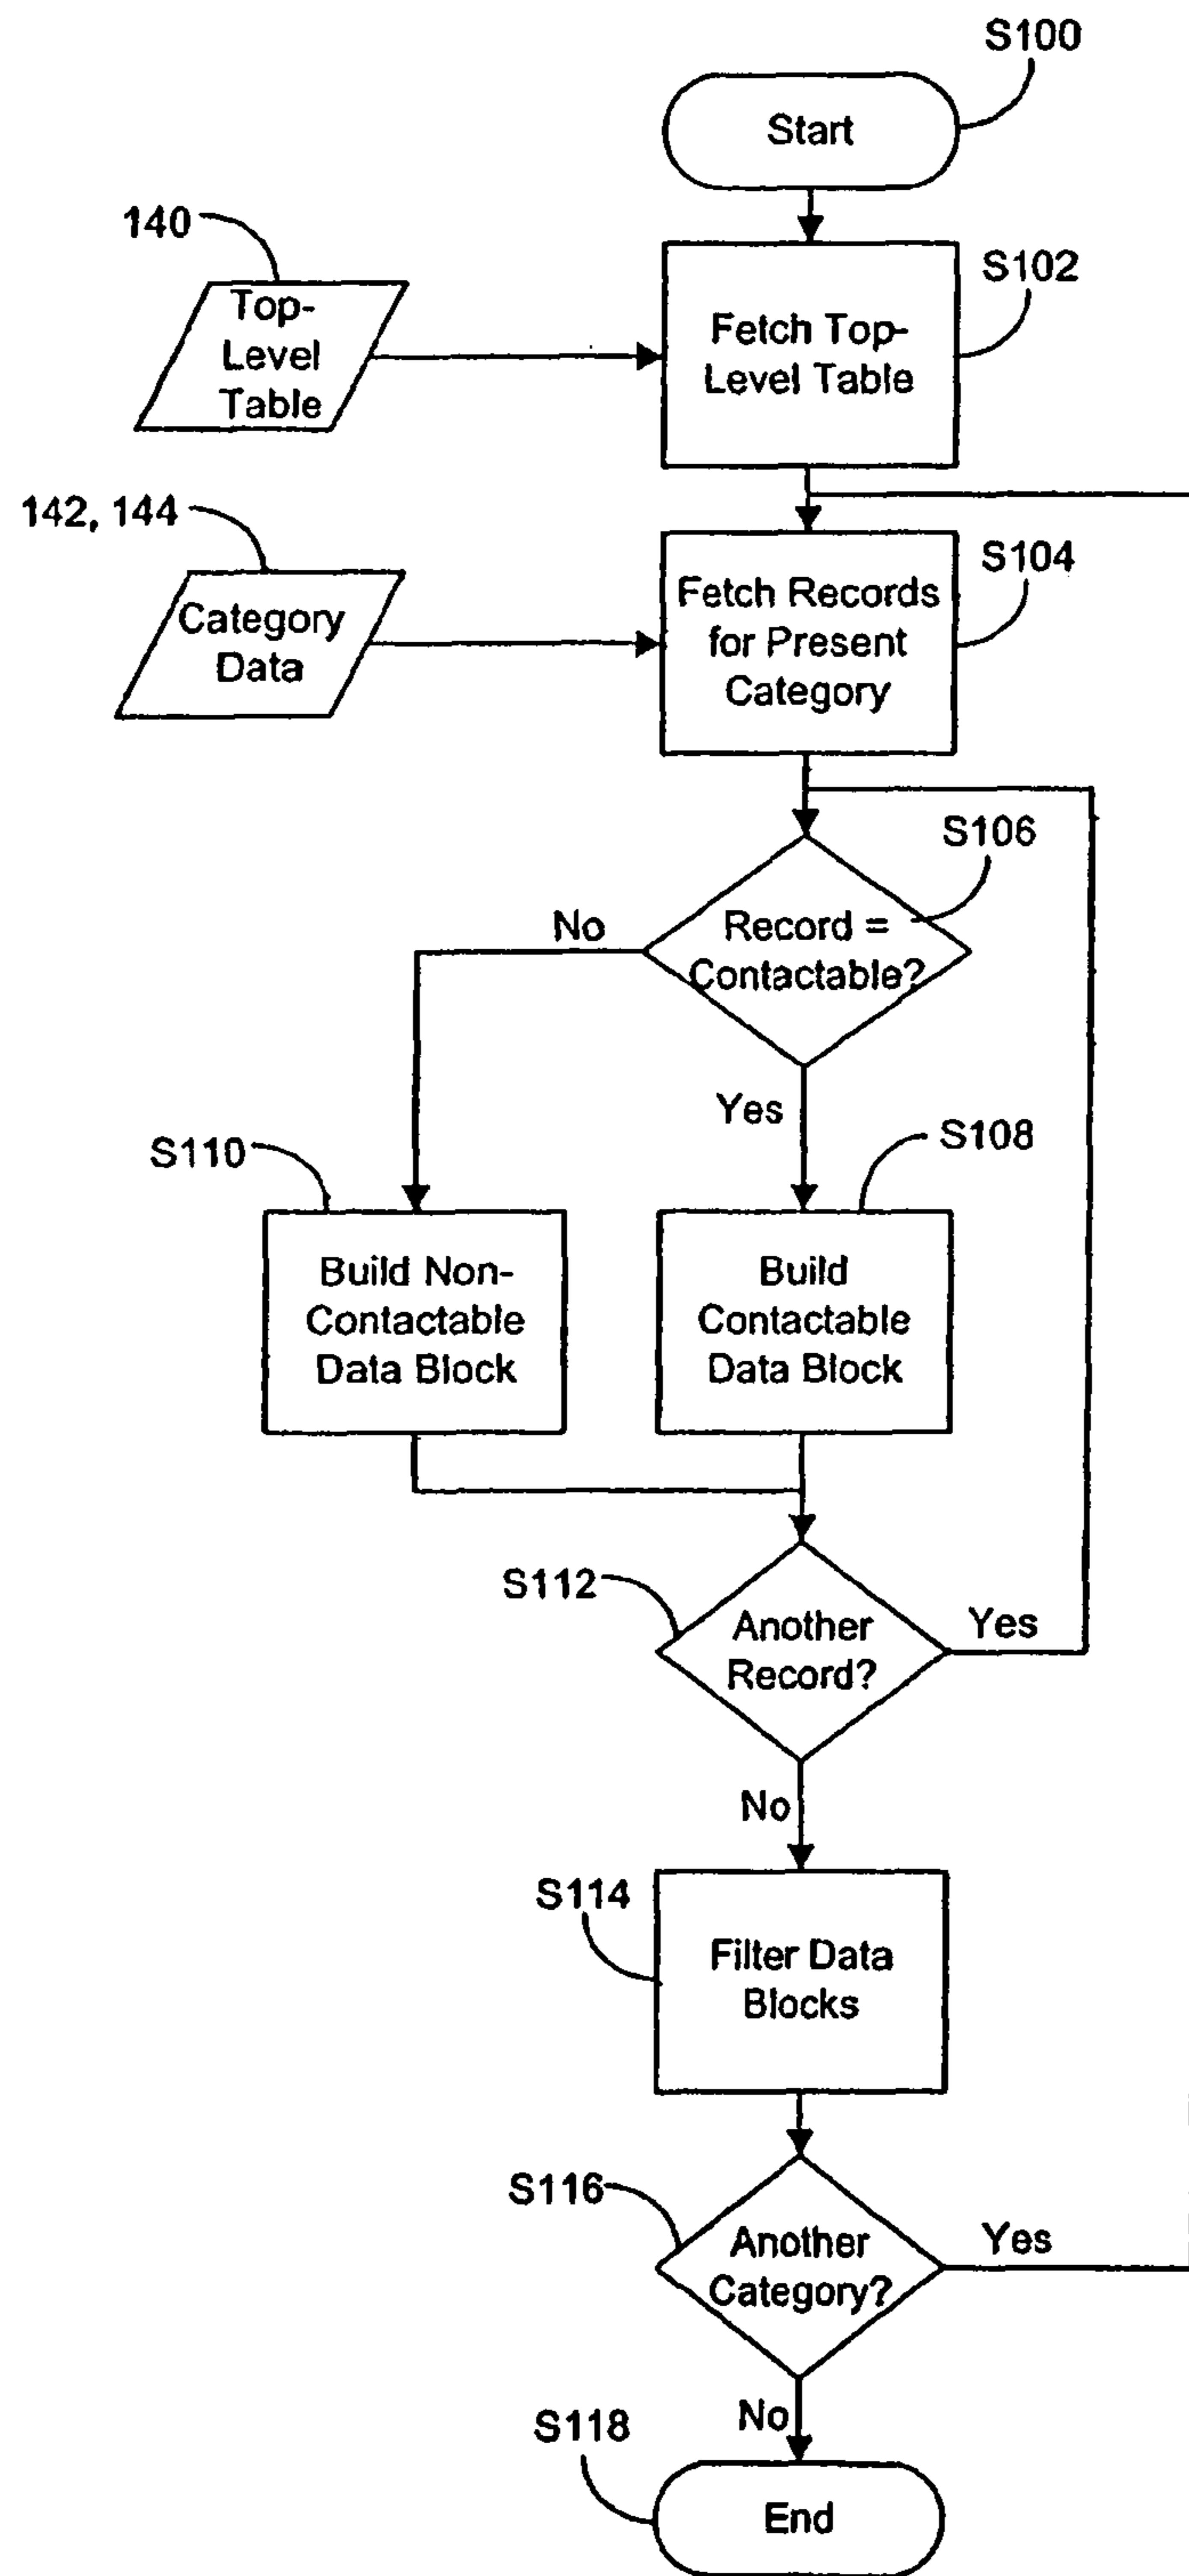 S100
Start
140
Top-
Level
Table
S102
Fetch Top-
Level Table
142, 144
Category
Data
S104
Fetch Records
for Present
Category
S106
Record =
Contactable?
No
Yes
S110
S108
Build Non-
Contactable
Data Block
Build
Contactable
Data Block
S112
Another
Record?
Yes
No
S114
Filter Data
Blocks
S116
Another
Category?
Yes
No
S118
End